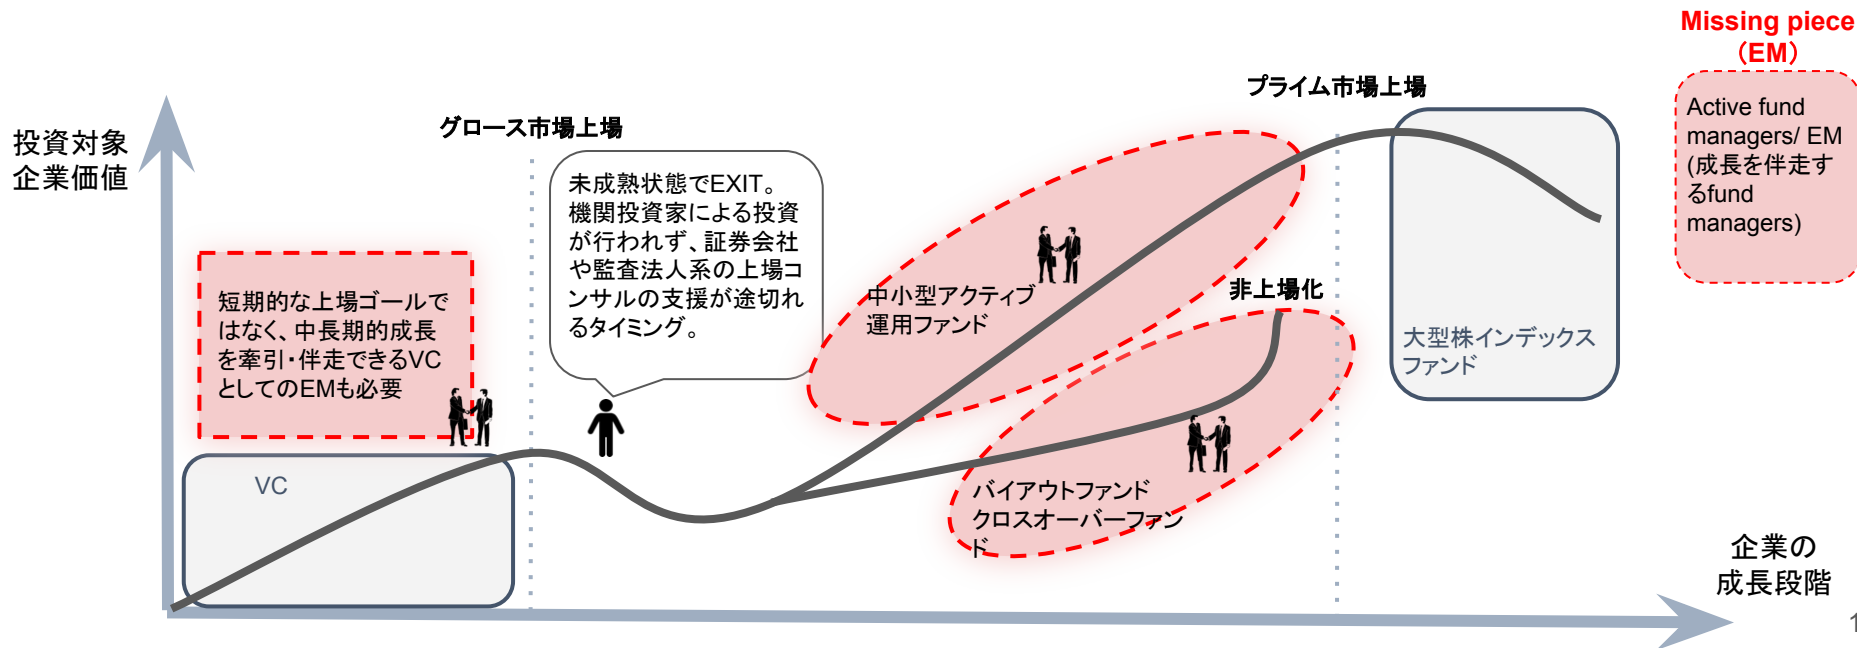 Missing piece
（EM）
Active fund
managers/ EM
(成長を伴走す
るfund
managers)
プライム市場上場
グロース市場上場
投資対象
企業価値
未成熟状態でEXIT。
機関投資家による投資
が行われず、証券会社
や監査法人系の上場コ
ンサルの支援が途切れ
るタイミング。
短期的な上場ゴールで
はなく、中長期的成長
を牽引・伴走できるVC
としてのEMも必要
中小型アクティブ
運用ファンド
非上場化
大型株インデックス
ファンド
VC
バイアウトファンド
クロスオーバーファン
ド
企業の
成長段階
1